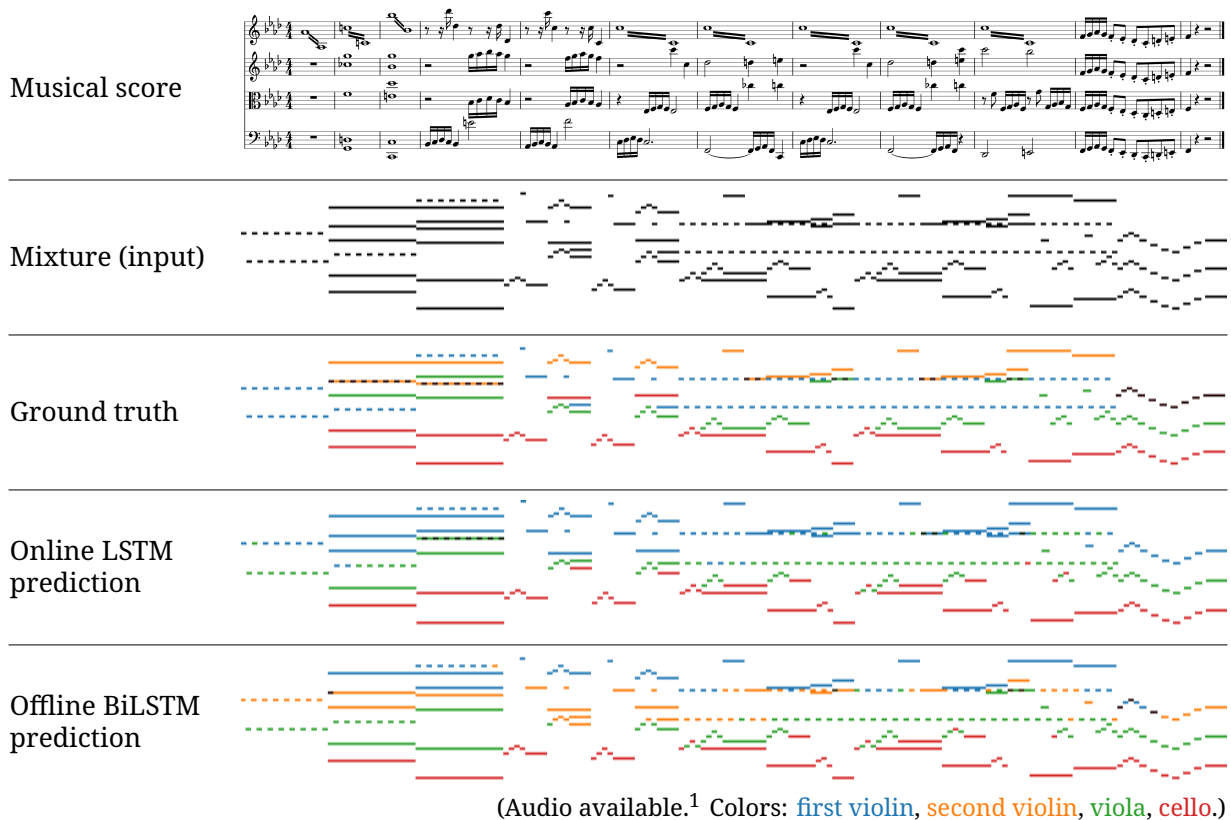 Musical score
Mixture (input)
Ground truth
Online LSTM
prediction
Offline BiLSTM
prediction
(Audio available.1 Colors: first violin, second violin, viola, cello.)